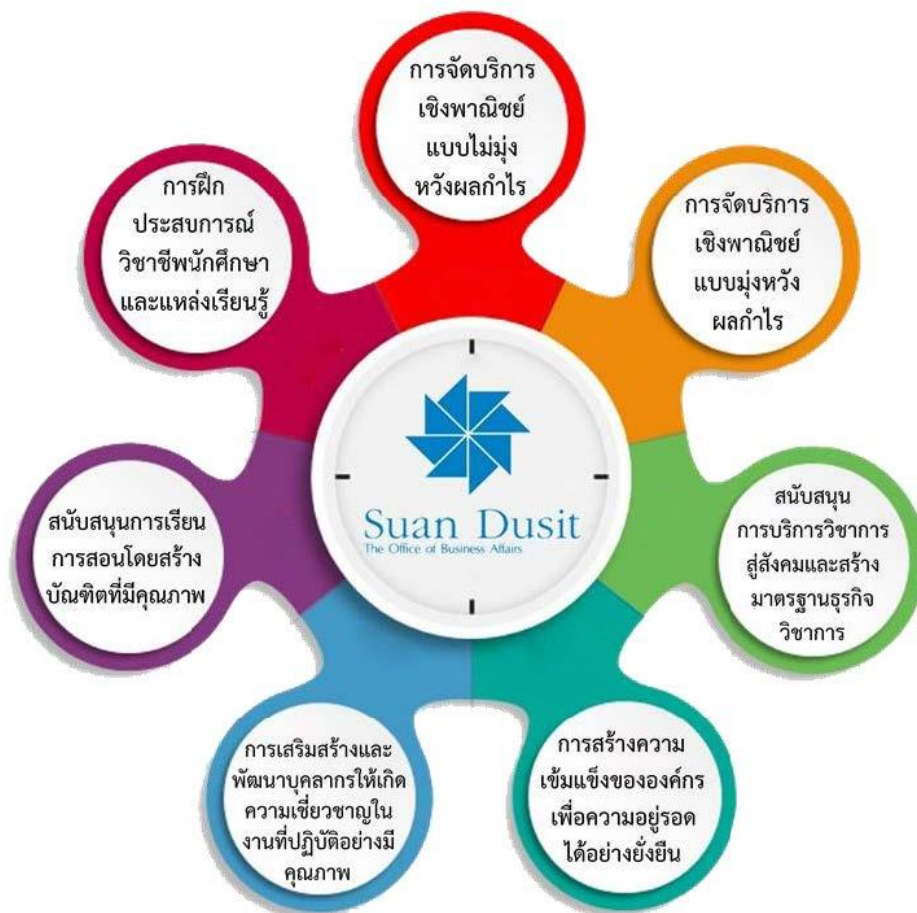 การจัดบริการ
เชิงพาณิชย์
แบบไม่มุ่ง
หวังผลกำไร
การจัดบริการ
เชิงพาณิชย์
แบบมุ่งหวัง
ผลกำไร
สนับสนุน
การบริการวิชาการ
สู่สังคมและสร้าง
มาตรฐานธุรกิจ
วิชาการ
การสร้างความ
เข้มแข็งขององค์กร
เพื่อความอยู่รอด
ได้อย่างยั่งยืน
การเสริมสร้างและ
พัฒนาบุคลากรให้เกิด
ความเชี่ยวชาญใน
งานที่ปฏิบัติอย่างมี
คุณภาพ
สนับสนุนการเรียน
การสอนโดยสร้าง
บัณฑิตที่มีคุณภาพ
การฝึก
ประสบการณ์
วิชาชีพนักศึกษา
และแหล่งเรียนรู้
Suan Dusit
The Office of Business Affairs